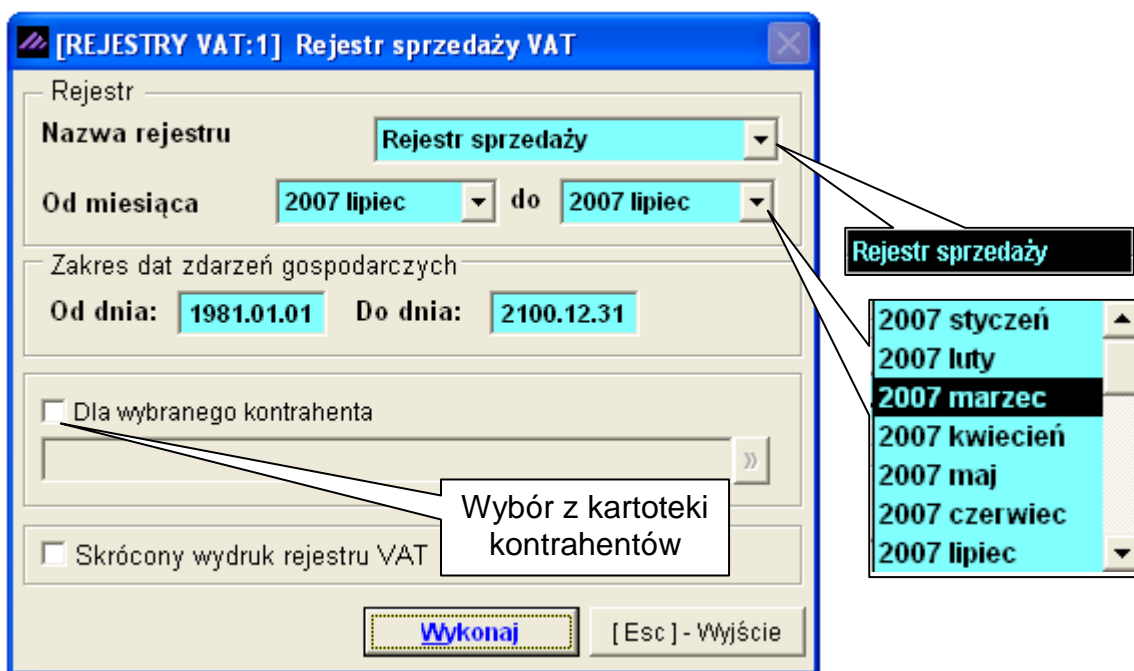 [REJESTRY VAT:1] Rejestr sprzedaży VAT
Rejestr
Nazwa rejestru
Rejestr sprzedaży
Od miesiąca
2007 lipiec
do
2007 lipiec
Rejestr sprzedaży
Zakres dat zdarzeń gospodarczych
Od dnia:
1981.01.01
Do dnia:
2100.12.31
2007 styczeń
2007 luty
2007 marzec
2007 kwiecień
2007 maj
2007 czerwiec
2007 lipiec
Dla wybranego kontrahenta
»
Wybór z kartoteki
kontrahentów
Skrócony wydruk rejestru VAT
Wykonaj
[ Esc ] - Wyjście